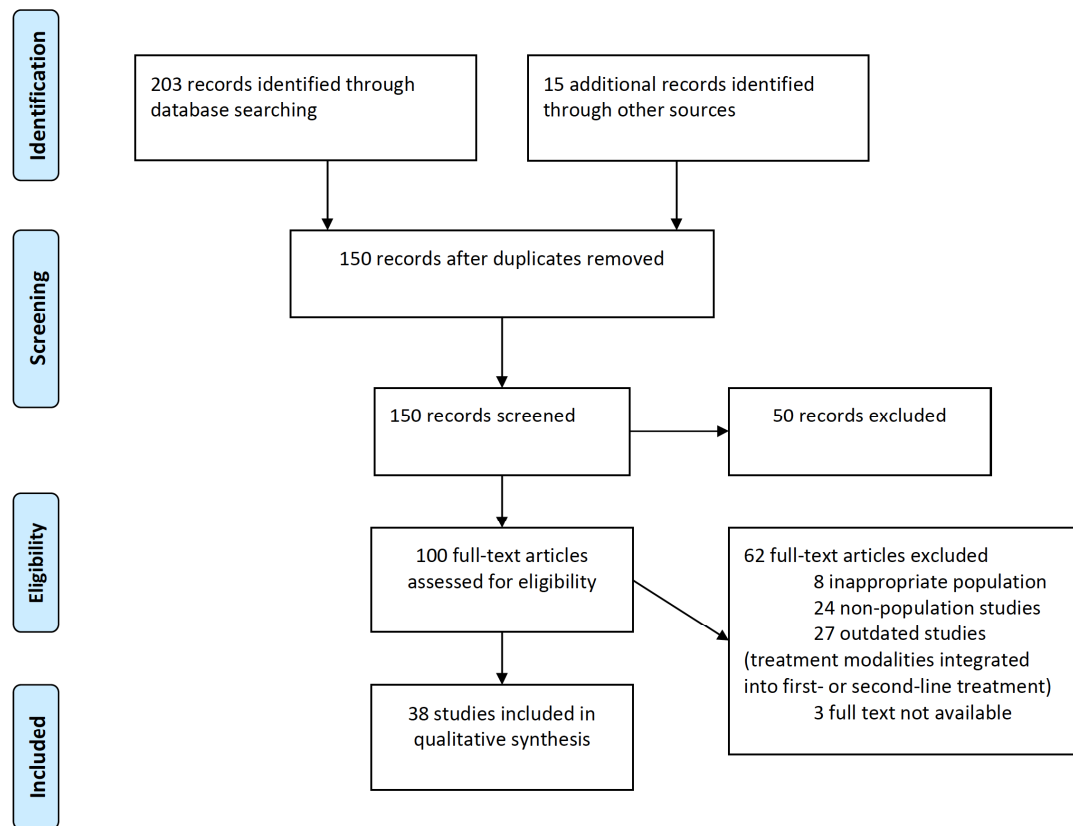 Identification
203 records identified through
database searching
15 additional records identified
through other sources
Screening
150 records after duplicates removed
150 records screened
50 records excluded
Eligibility
100 full-text articles
assessed for eligibility
62 full-text articles excluded
8 inappropriate population
24 non-population studies
27 outdated studies
(treatment modalities integrated
into first- or second-line treatment)
3 full text not available
Included
38 studies included in
qualitative synthesis